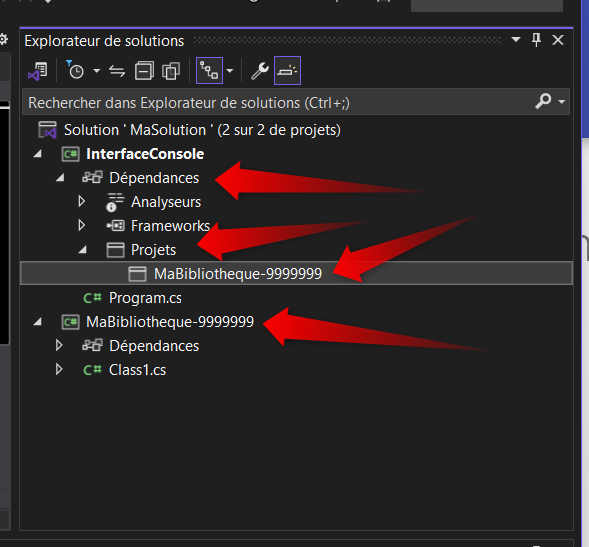 Explorateur de solutions
Rechercher dans Explorateur de solutions (Ctrl+;)
Solution ' MaSolution ' (2 sur 2 de projets)
C# InterfaceConsole
Dépendances
Analyseurs
Frameworks
Projets
MaBibliotheque-9999999
C# Program.cs
C# MaBibliotheque-9999999
Dépendances
C# Class1.cs